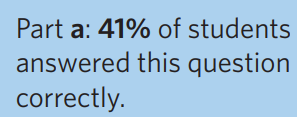 Part a: 41% of students
answered this question
correctly.